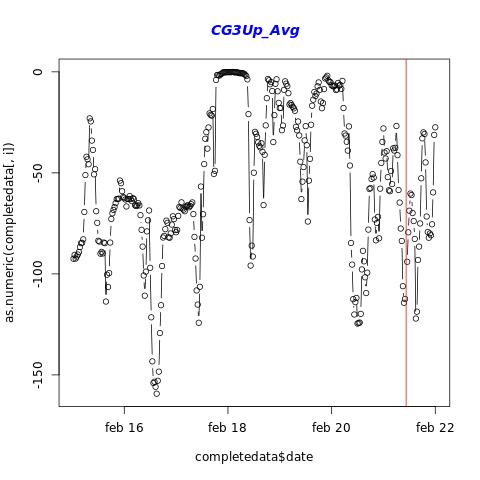 CG3Up_Avg
as.numeric(completedata[, i])
0
-50
-100
-150
feb 16
feb 18
feb 20
feb 22
completedata$date